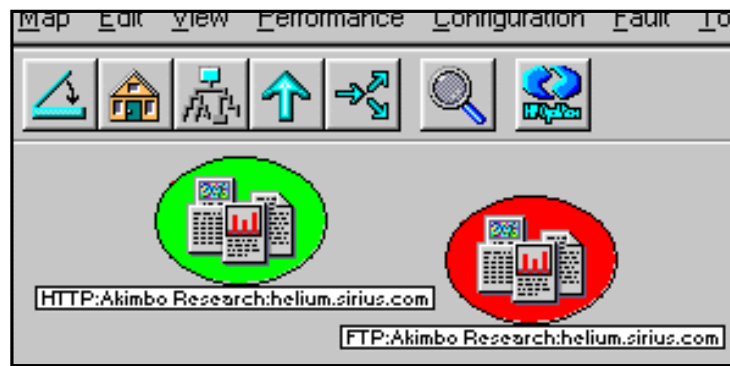 Map Edit View Performance Configuration Fault To
HP OpenView
HTTP:Akimbo Research:helium.sirius.com
FTP:Akimbo Research:helium.sirius.com